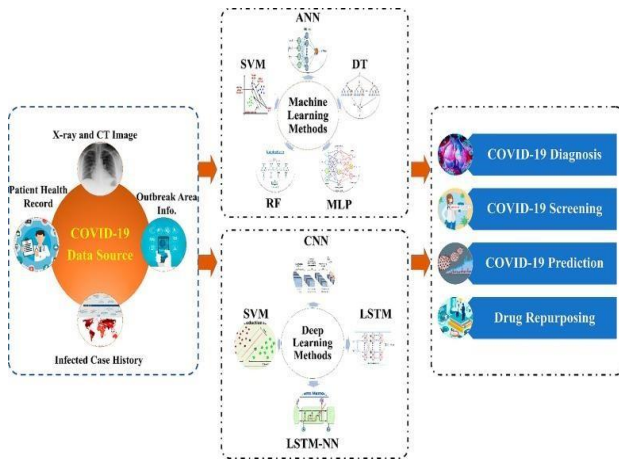 X-ray and CT Image
Patient Health
Record
Outbreak Area
Info.
COVID-19
Data Source
Infected Case History
ANN
SVM
DT
Machine
Learning
Methods
RF
MLP
CNN
SVM
LSTM
Deep
Learning
Methods
LSTM-NN
COVID-19 Diagnosis
COVID-19 Screening
COVID-19 Prediction
Drug Repurposing